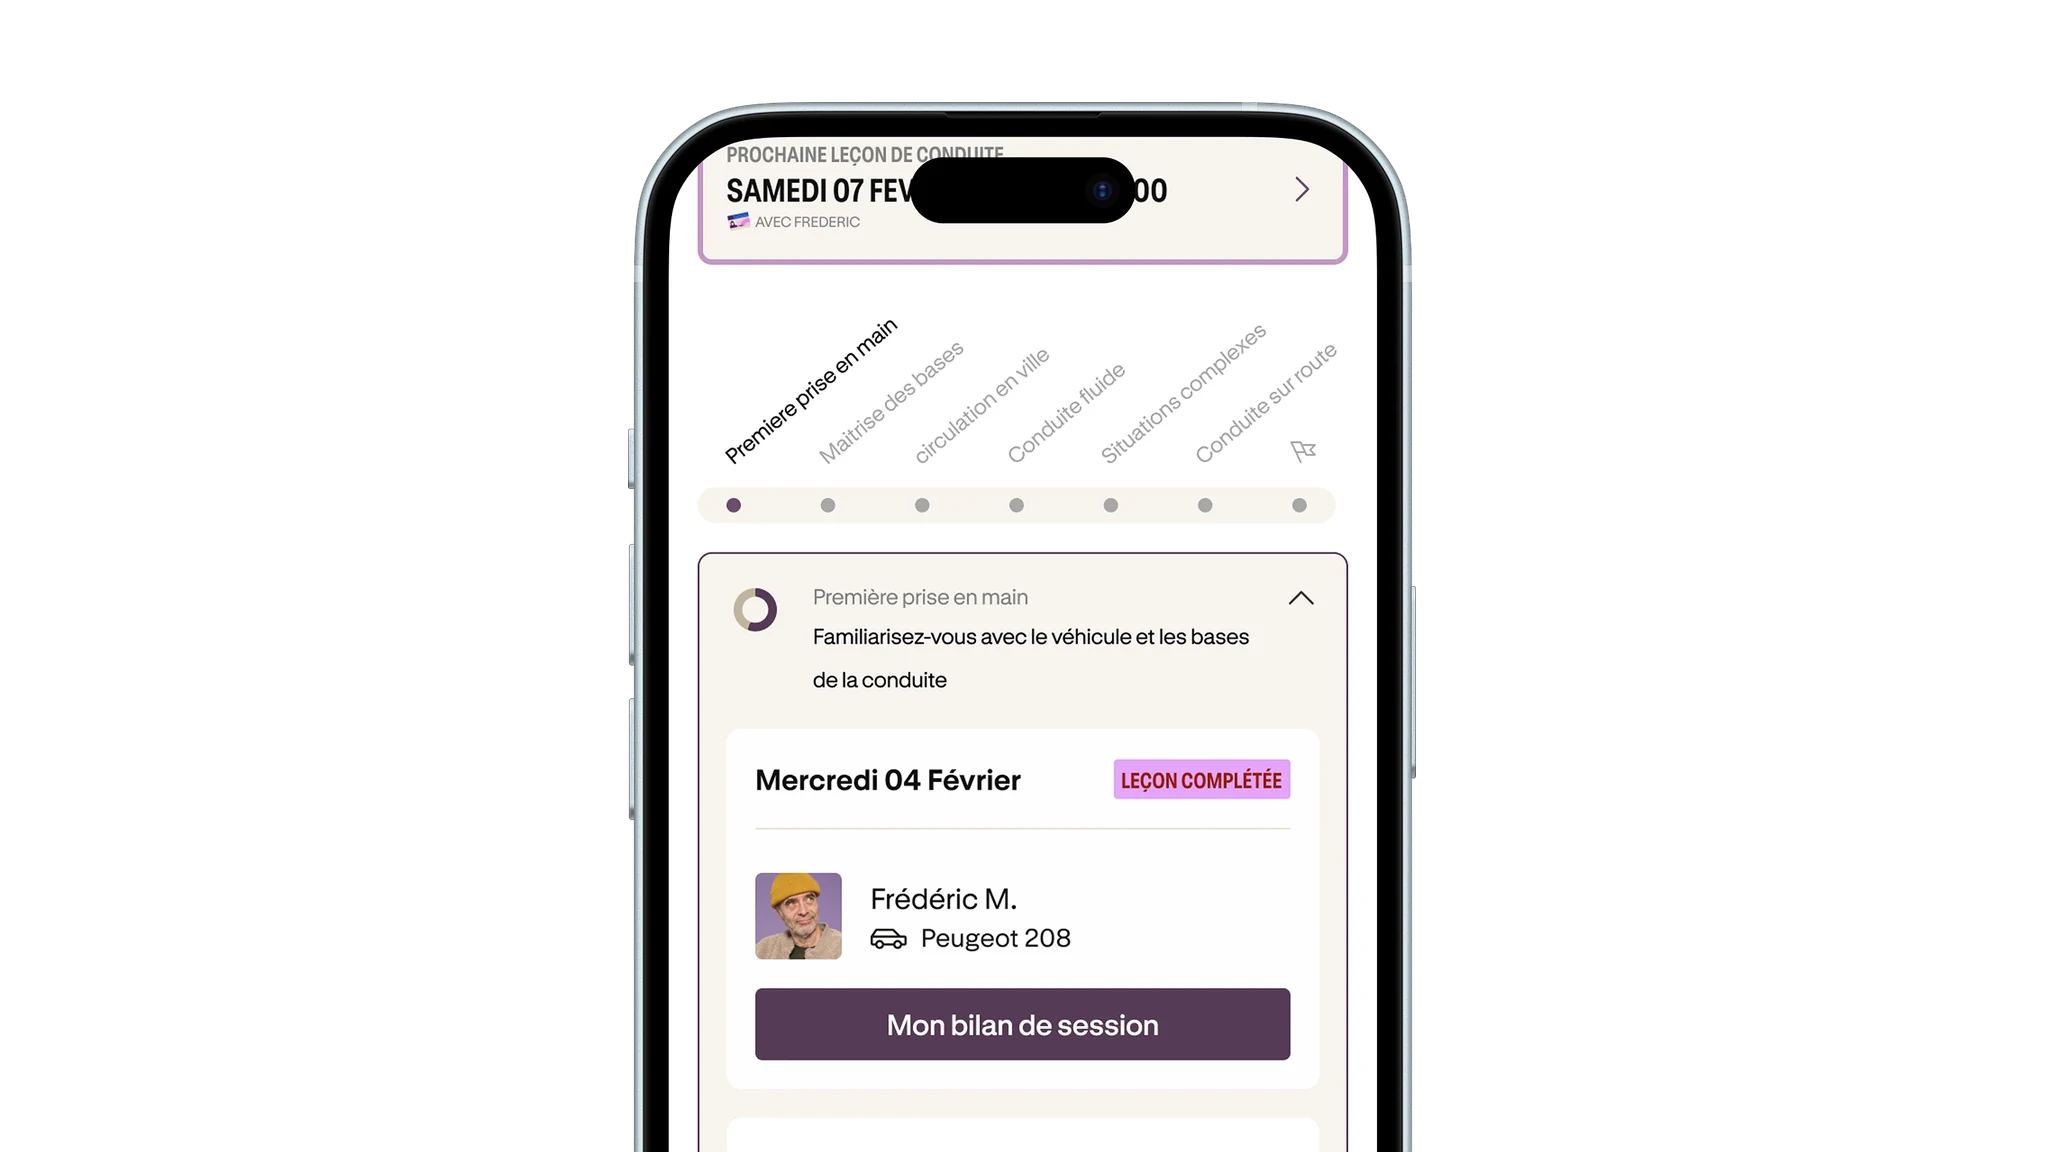 PROCHAINE LEÇON DE CONDUITE
SAMEDI 07 FEV 00
AVEC FREDERIC
Premiere prise en main
Maitrise des bases
circulation en ville
Conduite fluide
Situations complexes
Conduite sur route
Première prise en main
Familiarisez-vous avec le véhicule et les bases
de la conduite
Mercredi 04 Février
LEÇON COMPLÉTÉE
Frédéric M.
Peugeot 208
Mon bilan de session